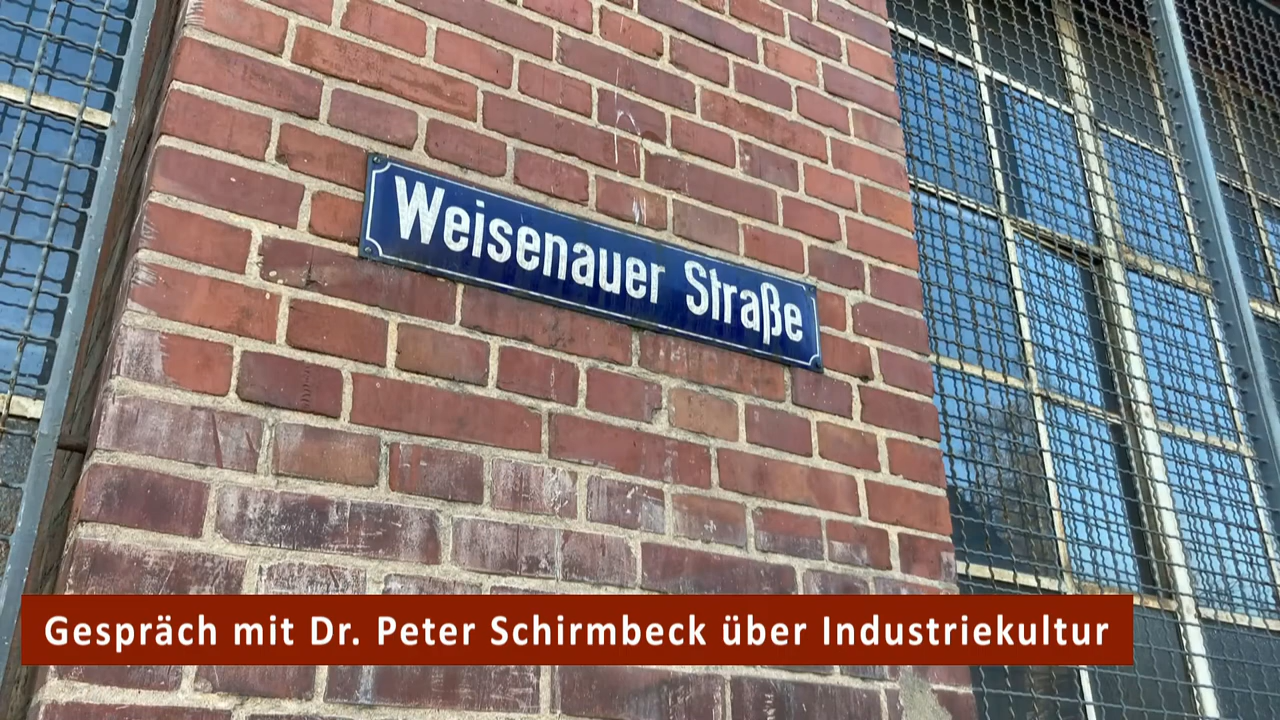 Weisenauer Straße
Gespräch mit Dr. Peter Schirmbeck über Industriekultur